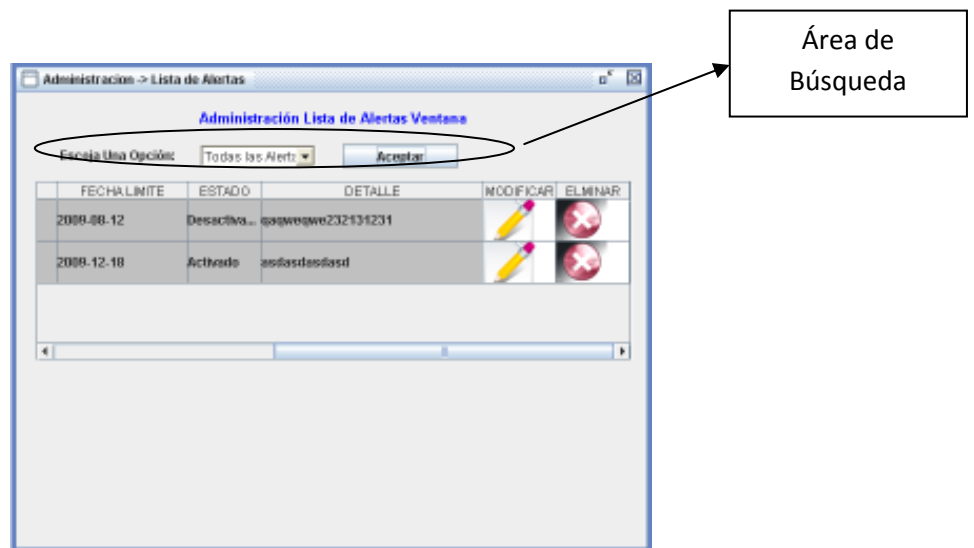 Área de
Búsqueda
Administracion -> Lista de Alertas
Administración Lista de Alertas Ventana
Escoja Una Opción: Todas las Alerta Aceptar
FECHA LIMITE ESTADO DETALLE MODIFICAR ELMINAR
2009-08-12 Desactiva... qaqweqwe232131231
2009-12-18 Activado asdasdasdasd